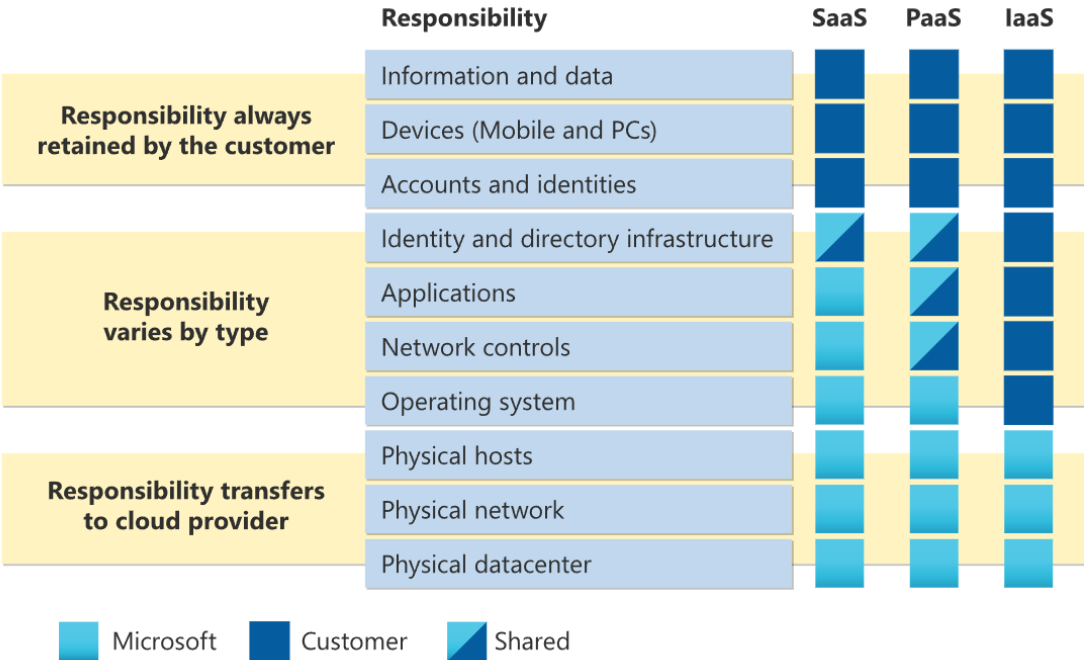 Responsibility SaaS PaaS IaaS
Information and data
Responsibility always
retained by the customer
Devices (Mobile and PCs)
Accounts and identities
Identity and directory infrastructure
Responsibility
varies by type
Applications
Network controls
Operating system
Physical hosts
Responsibility transfers
to cloud provider
Physical network
Physical datacenter
Microsoft Customer Shared